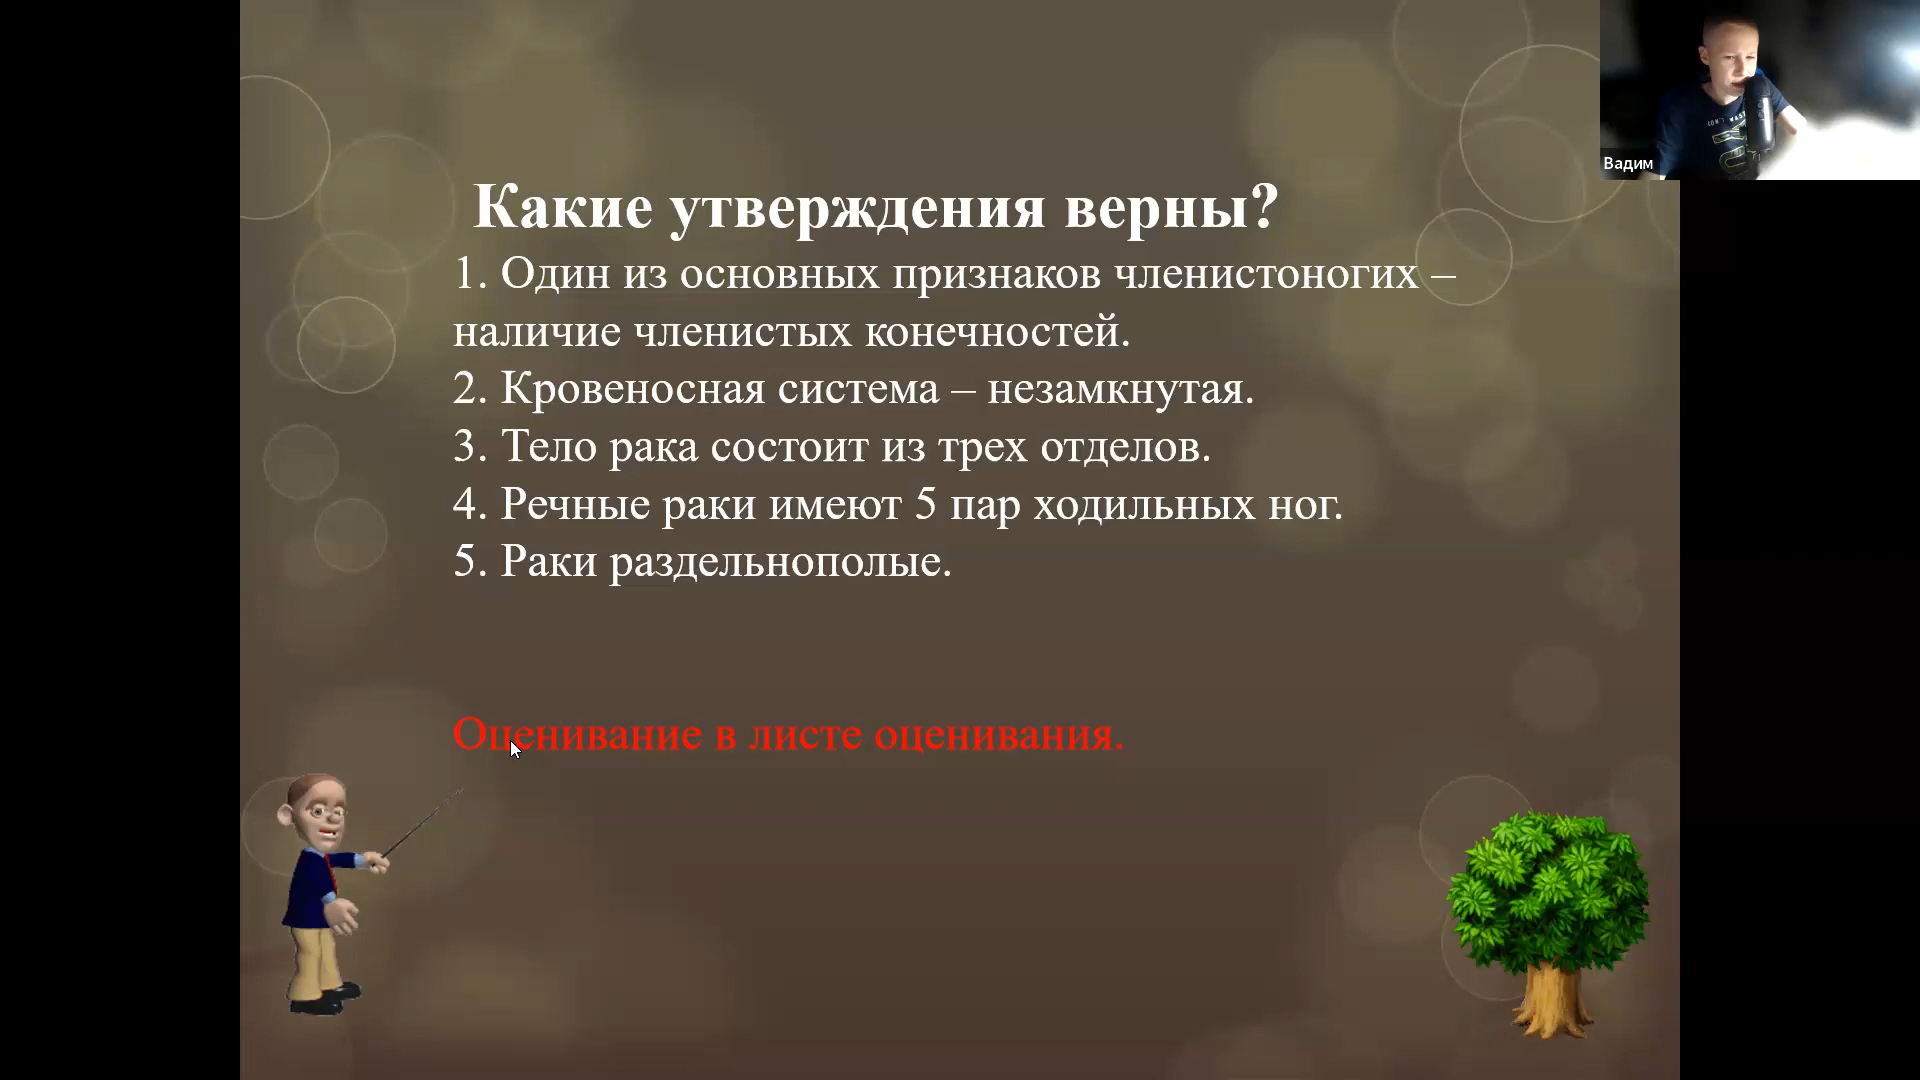 Какие утверждения верны?
1. Один из основных признаков членистоногих –
наличие членистых конечностей.
2. Кровеносная система – незамкнутая.
3. Тело рака состоит из трех отделов.
4. Речные раки имеют 5 пар ходильных ног.
5. Раки раздельнополые.
Оценивание в листе оценивания.
Вадим